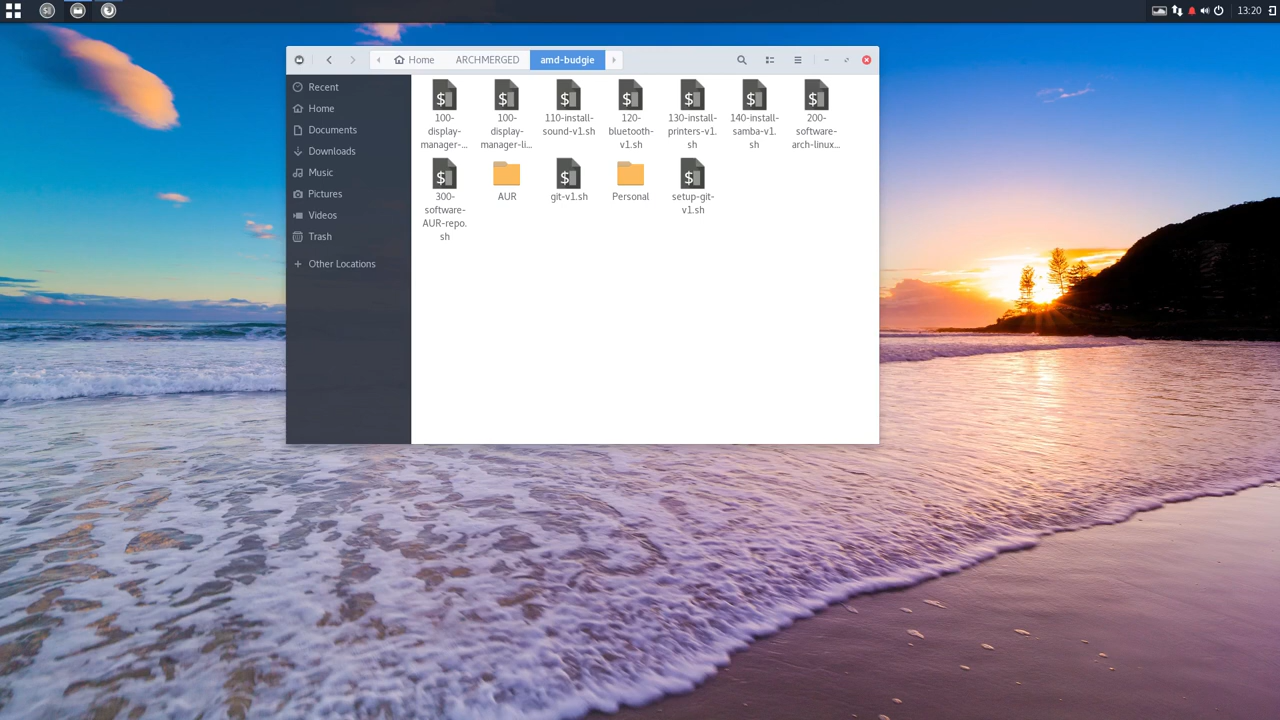 13:20
Home
ARCHMERGED
amd-budgie
Recent
Home
Documents
Downloads
Music
Pictures
Videos
Trash
Other Locations
100-
display-
manager-...
100-
display-
manager-li...
110-install-
sound-v1.sh
120-
bluetooth-
v1.sh
130-install-
printers-v1.
sh
140-install-
samba-v1.
sh
200-
software-
arch-linux...
300-
software-
AUR-repo.
sh
AUR
git-v1.sh
Personal
setup-git-
v1.sh